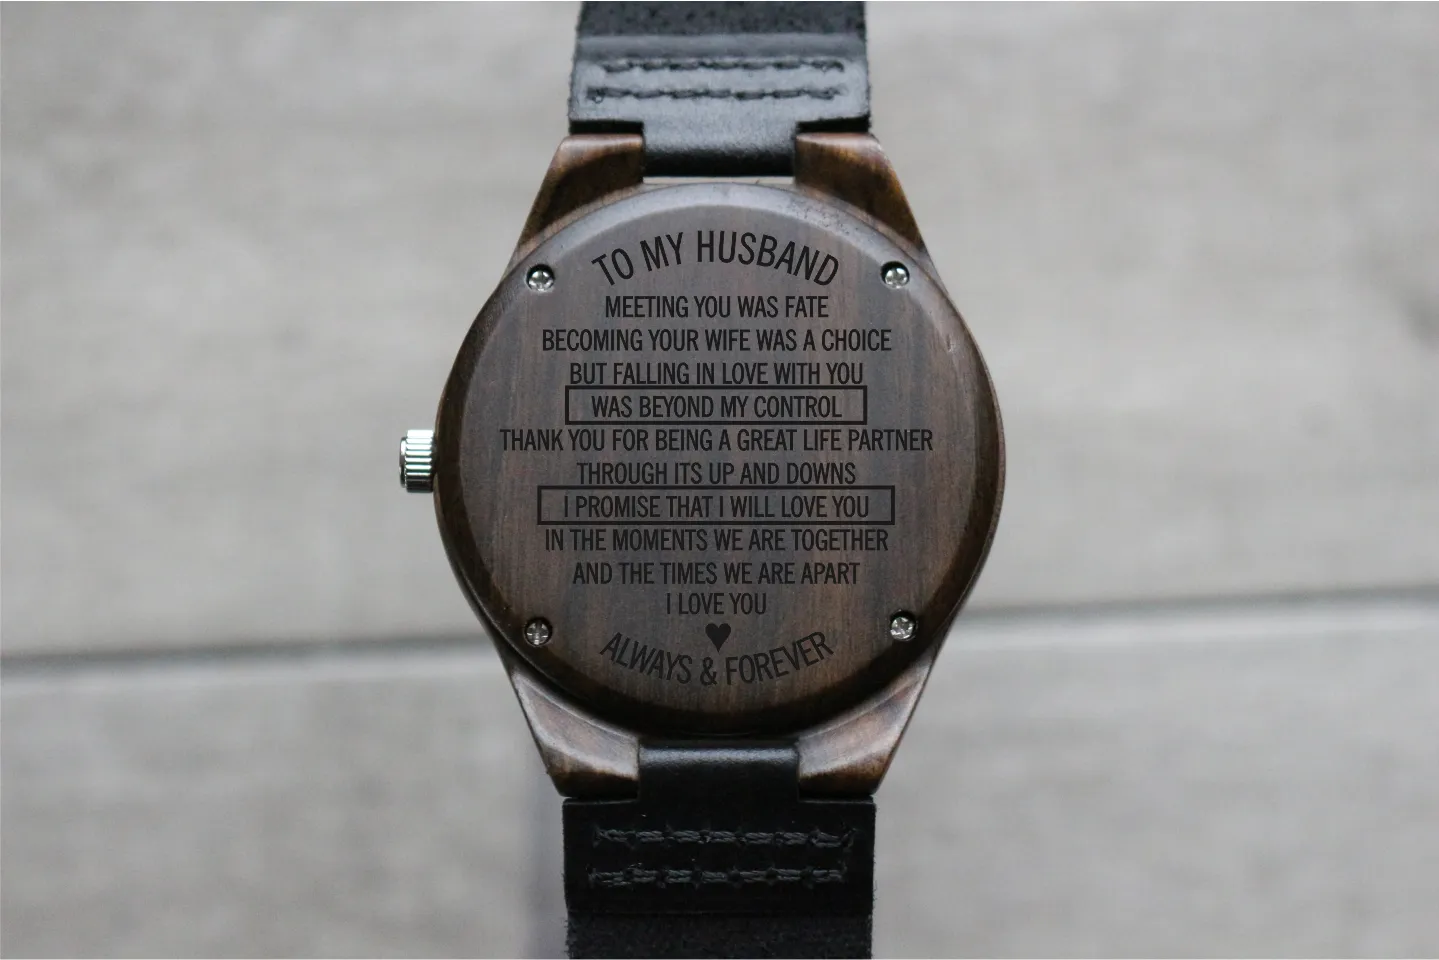 TO MY HUSBAND
MEETING YOU WAS FATE
BECOMING YOUR WIFE WAS A CHOICE
BUT FALLING IN LOVE WITH YOU
WAS BEYOND MY CONTROL
THANK YOU FOR BEING A GREAT LIFE PARTNER
THROUGH ITS UP AND DOWNS
I PROMISE THAT I WILL LOVE YOU
IN THE MOMENTS WE ARE TOGETHER
AND THE TIMES WE ARE APART
I LOVE YOU
ALWAYS & FOREVER